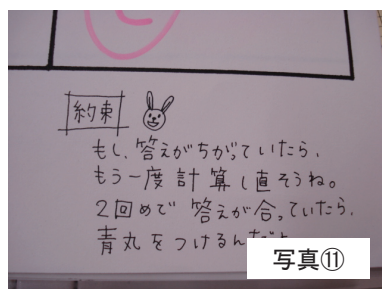 約束
もし、答えがちがっていたら、
もう一度計算し直そうね。
2回めで答えが合っていたら、
青丸をつけるんだ
写真⑪